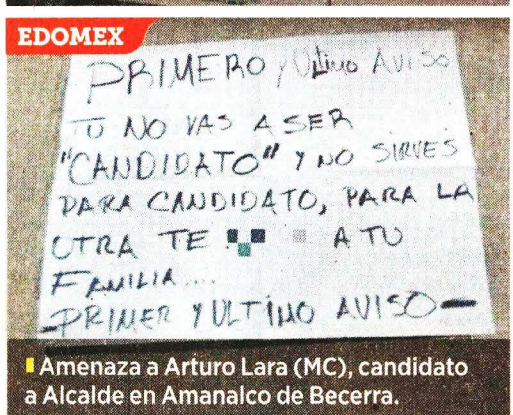 EDOMEX
PRIMERO y Ultimo AVISO
TU NO VAS A SER
"CANDIDATO" Y NO SIRVES
PARA CANDIDATO, PARA LA
OTRA TE A TU
FAMILIA....
-PRIMER Y ULTIMO AVISO-
Amenaza a Arturo Lara (MC), candidato
a Alcalde en Amanalco de Becerra.